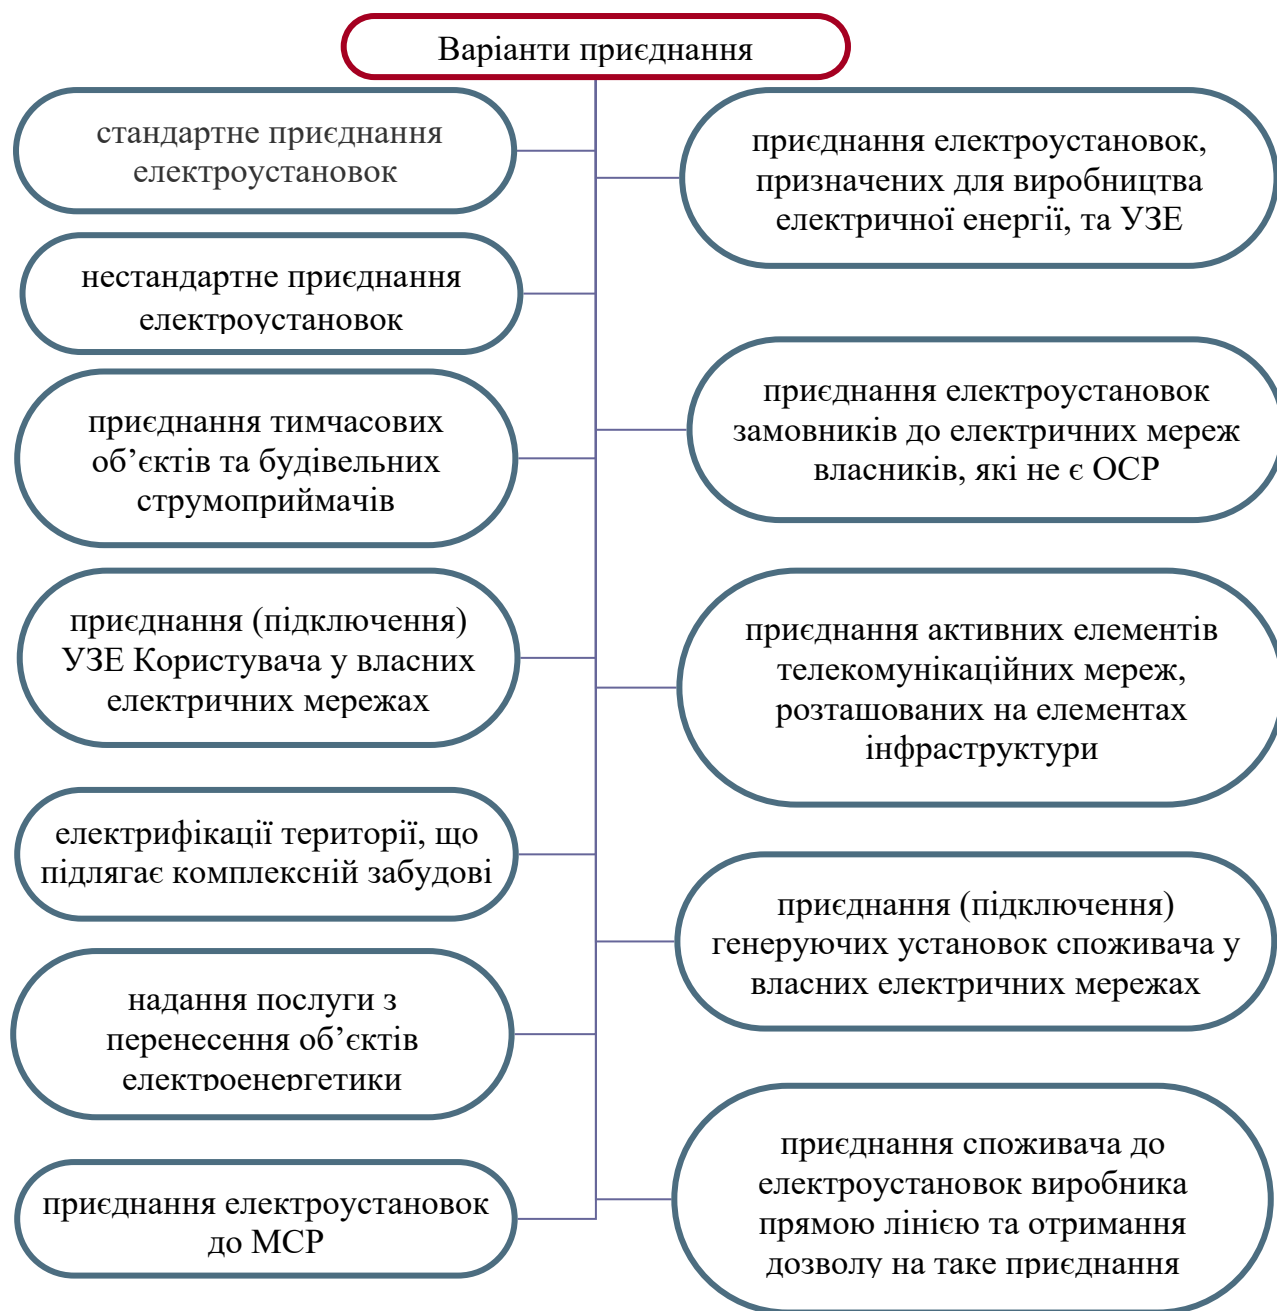 Варіанти приєднання
стандартне приєднання
електроустановок
нестандартне приєднання
електроустановок
приєднання тимчасових
об’єктів та будівельних
струмоприймачів
приєднання (підключення)
УЗЕ Користувача у власних
електричних мережах
електрифікації території, що
підлягає комплексній забудові
надання послуги з
перенесення об’єктів
електроенергетики
приєднання електроустановок
до МСР
приєднання електроустановок,
призначених для виробництва
електричної енергії, та УЗЕ
приєднання електроустановок
замовників до електричних мереж
власників, які не є ОСР
приєднання активних елементів
телекомунікаційних мереж,
розташованих на елементах
інфраструктури
приєднання (підключення)
генеруючих установок споживача у
власних електричних мережах
приєднання споживача до
електроустановок виробника
прямою лінією та отримання
дозволу на таке приєднання